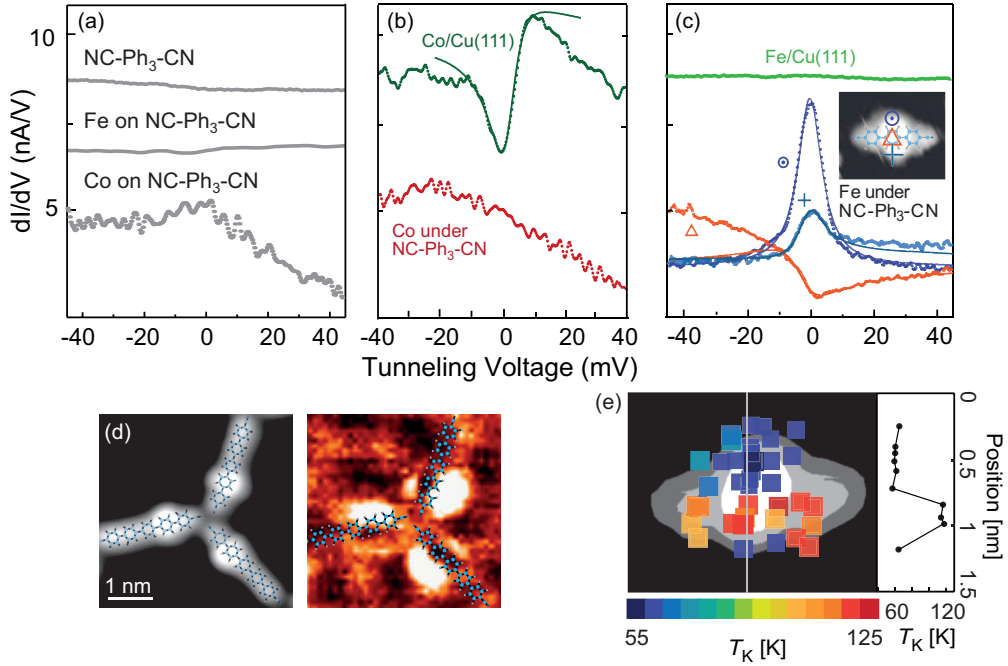 (a)
10
5
dI/dV (nA/V)
NC-Ph₃-CN
Fe on NC-Ph₃-CN
Co on NC-Ph₃-CN
-40 -20 0 20 40
(b)
Co/Cu(111)
Co under
NC-Ph₃-CN
-40 -20 0 20 40
(c)
Fe/Cu(111)
Fe under
NC-Ph₃-CN
-40 -20 0 20 40
Tunneling Voltage (mV)
(d)
1 nm
(e)
0
0.5
1
1.5
Position [nm]
60 120
T_K [K]
55 125
T_K [K]